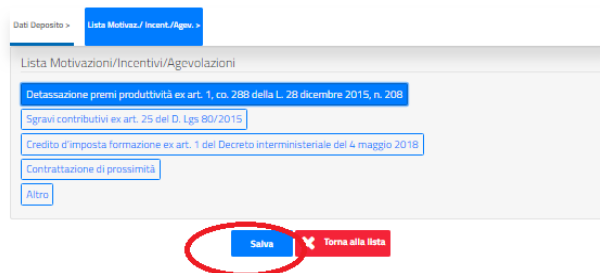 Dati Deposito > Lista Motivaz./ Incent./Agev. >
Lista Motivazioni/Incentivi/Agevolazioni
Detassazione premi produttività ex art. 1, co. 288 della L. 28 dicembre 2015, n. 208
Sgravi contributivi ex art. 25 del D. Lgs 80/2015
Credito d'imposta formazione ex art. 1 del Decreto interministeriale del 4 maggio 2018
Contrattazione di prossimità
Altro
Salva Torna alla lista